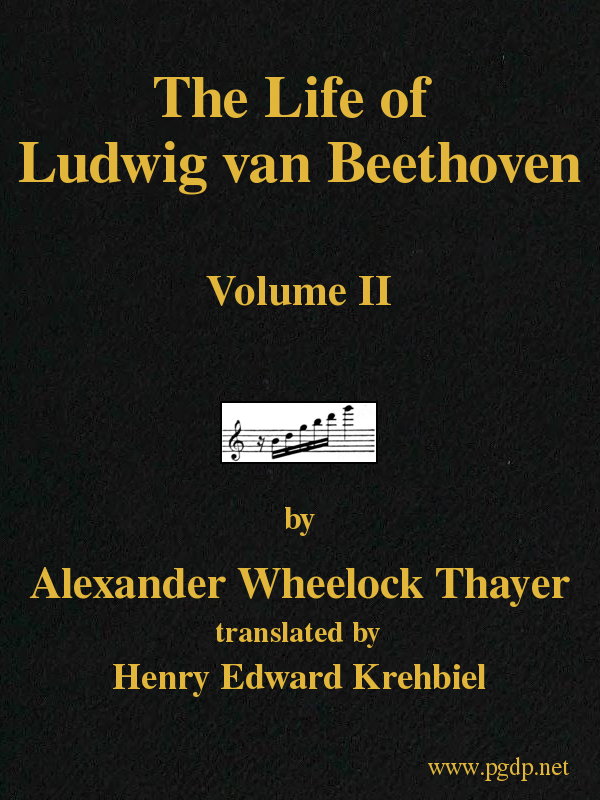 The Life of
Ludwig van Beethoven
Volume II
by
Alexander Wheelock Thayer
translated by
Henry Edward Krehbiel
www.pgdp.net